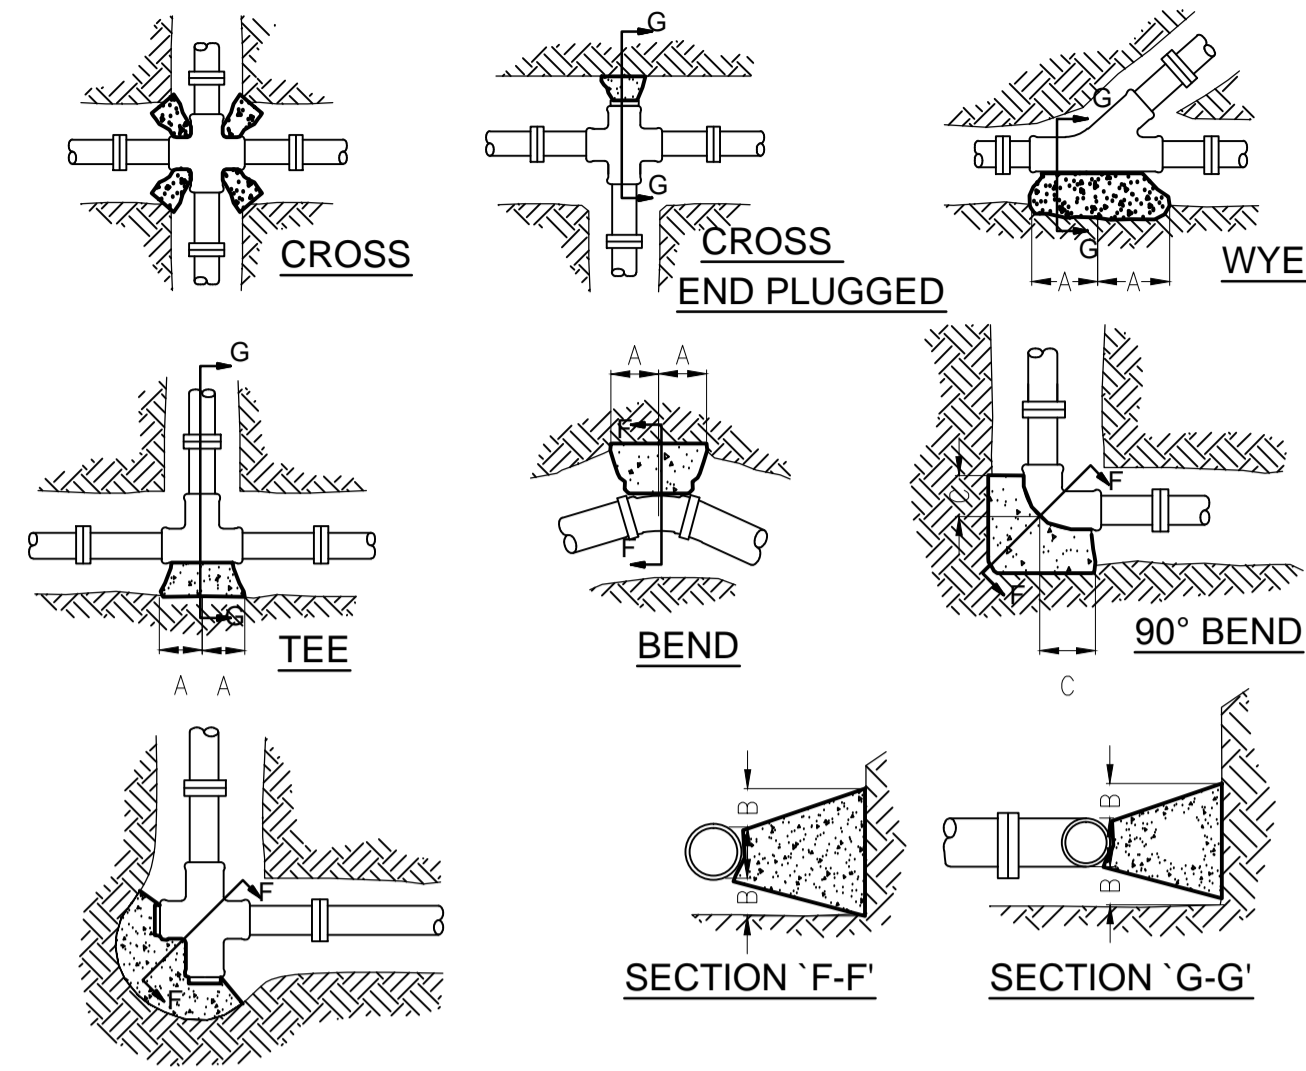 G
G
CROSS
CROSS
END PLUGGED
G
G
A A
WYE
G
G
TEE
A A
A A
F
F
BEND
F
C
F
90° BEND
C
F
F
B
B
SECTION `F-F'
B
B
SECTION `G-G'